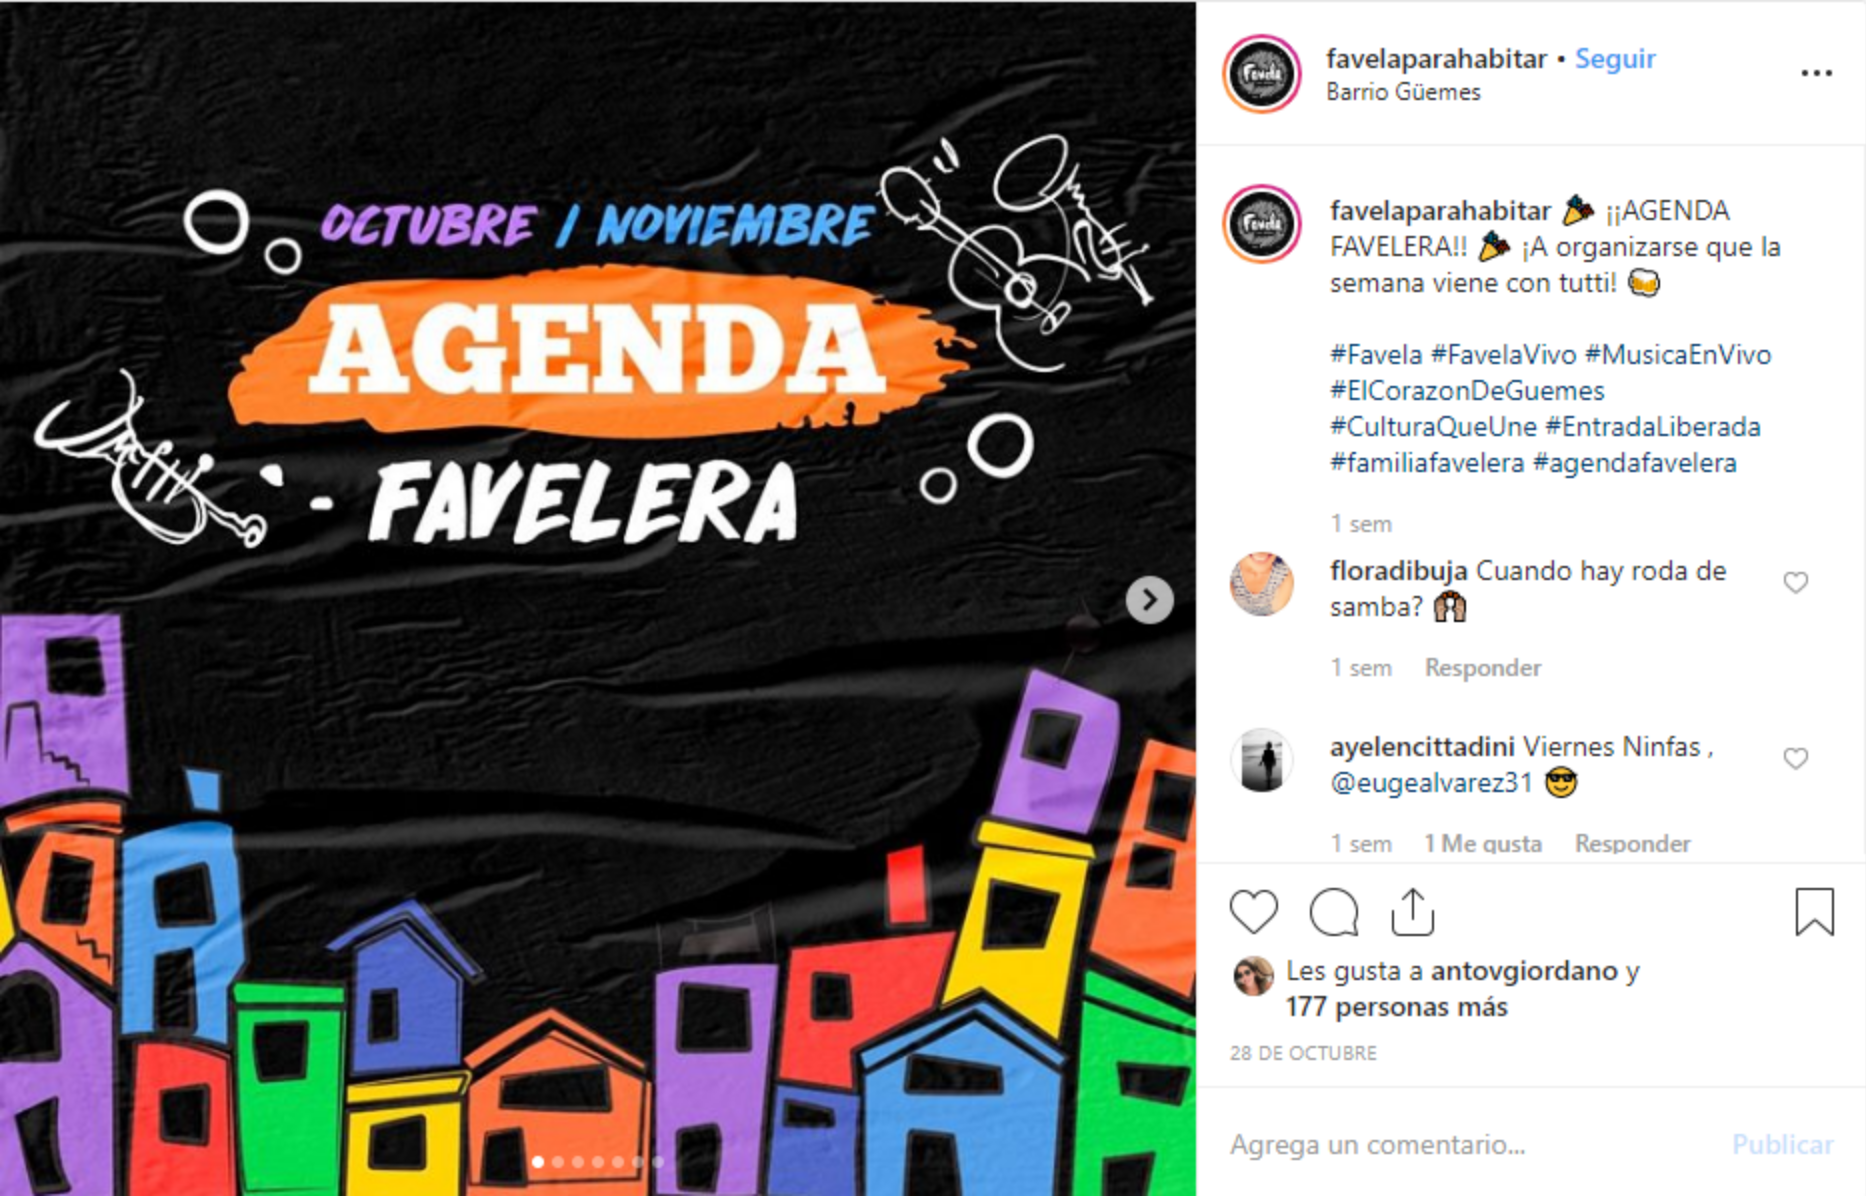 OCTUBRE / NOVIEMBRE
AGENDA
- FAVELERA
Favela
favelaparahabitar • Seguir
Barrio Güemes
Favela
favelaparahabitar 🎉 ¡¡AGENDA
FAVELERA!! 🎉 ¡A organizarse que la
semana viene con tutti! 🍻
#Favela #FavelaVivo #MusicaEnVivo
#ElCorazonDeGuemes
#CulturaQueUne #EntradaLiberada
#familiafavelera #agendafavelera
1 sem
floradibuja Cuando hay roda de
samba? 🙌
1 sem Responder
ayelencittadini Viernes Ninfas ,
@eugealvarez31 😎
1 sem 1 Me gusta Responder
Les gusta a antovgiordano y
177 personas más
28 DE OCTUBRE
Agrega un comentario... Publicar